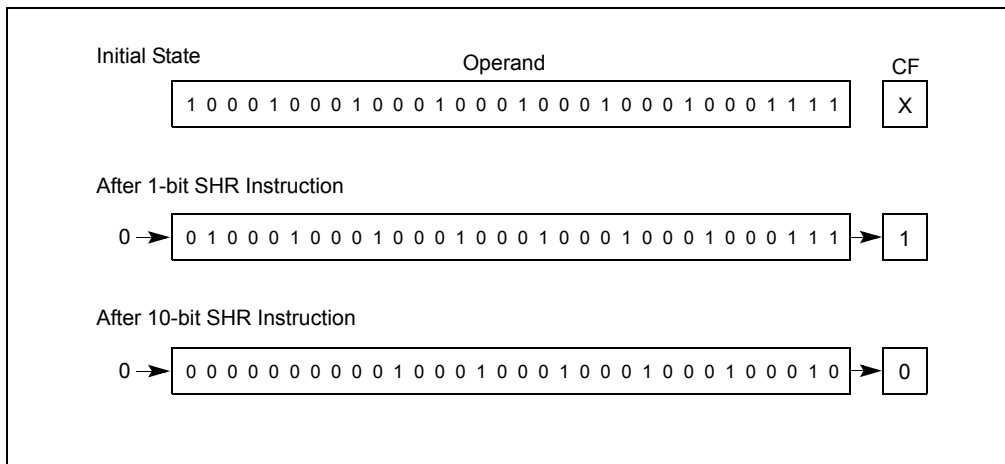 Initial State
Operand
CF
1 0 0 0 1 0 0 0 1 0 0 0 1 0 0 0 1 0 0 0 1 0 0 0 1 0 0 0 1 1 1 1 X
After 1-bit SHR Instruction
0 0 1 0 0 0 1 0 0 0 1 0 0 0 1 0 0 0 1 0 0 0 1 0 0 0 1 0 0 0 1 1 1 1
After 10-bit SHR Instruction
0 0 0 0 0 0 0 0 0 0 0 1 0 0 0 1 0 0 0 1 0 0 0 1 0 0 0 1 0 0 0 1 0 0